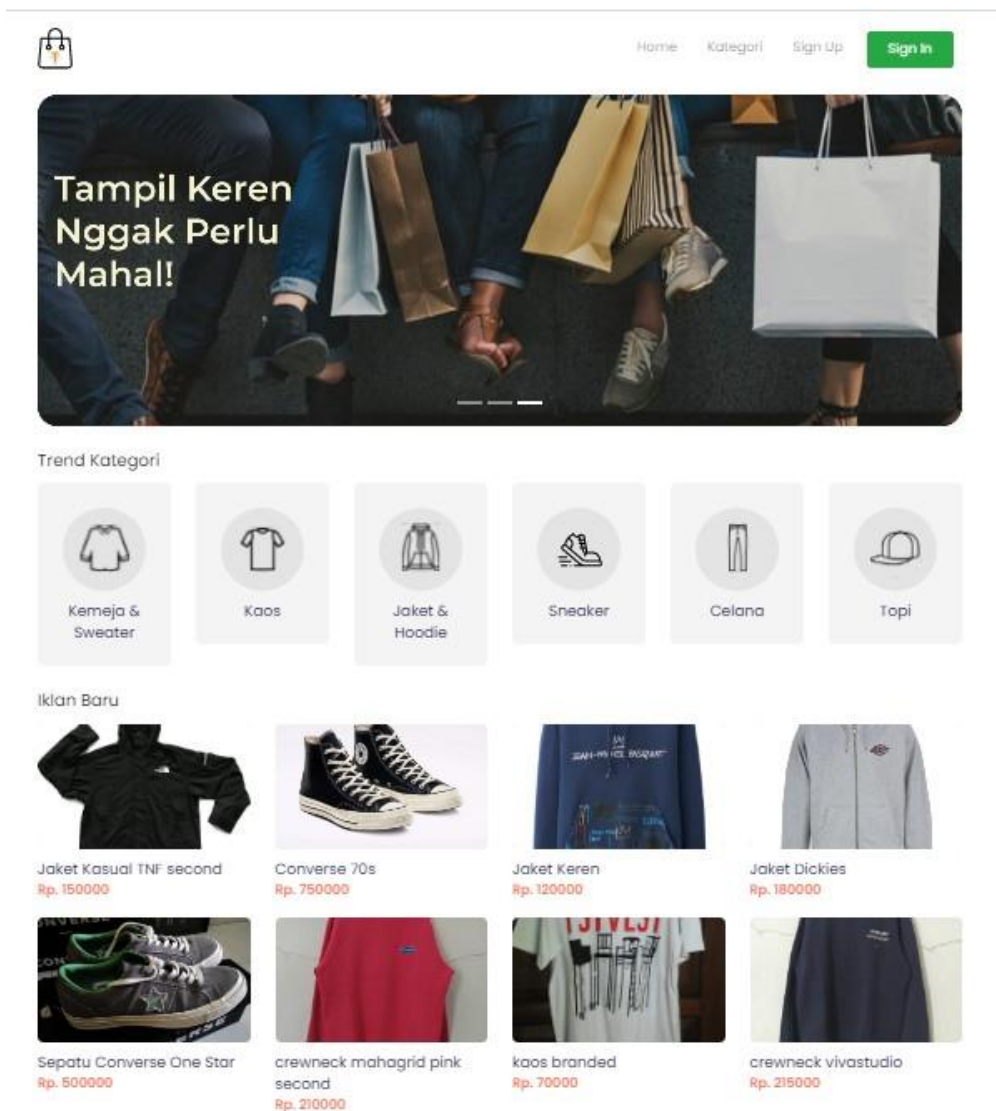 Home Kategori Sign Up Sign In
Tampil Keren
Nggak Perlu
Mahal!
Trend Kategori
Kemeja &
Sweater
Kaos
Jaket &
Hoodie
Sneaker
Celana
Topi
Iklan Baru
Jaket Kasual TNF second
Rp. 150000
Converse 70s
Rp. 750000
Jaket Keren
Rp. 120000
Jaket Dickies
Rp. 180000
Sepatu Converse One Star
Rp. 500000
crewneck mahagrid pink
second
Rp. 210000
kaos branded
Rp. 70000
crewneck vivastudio
Rp. 215000